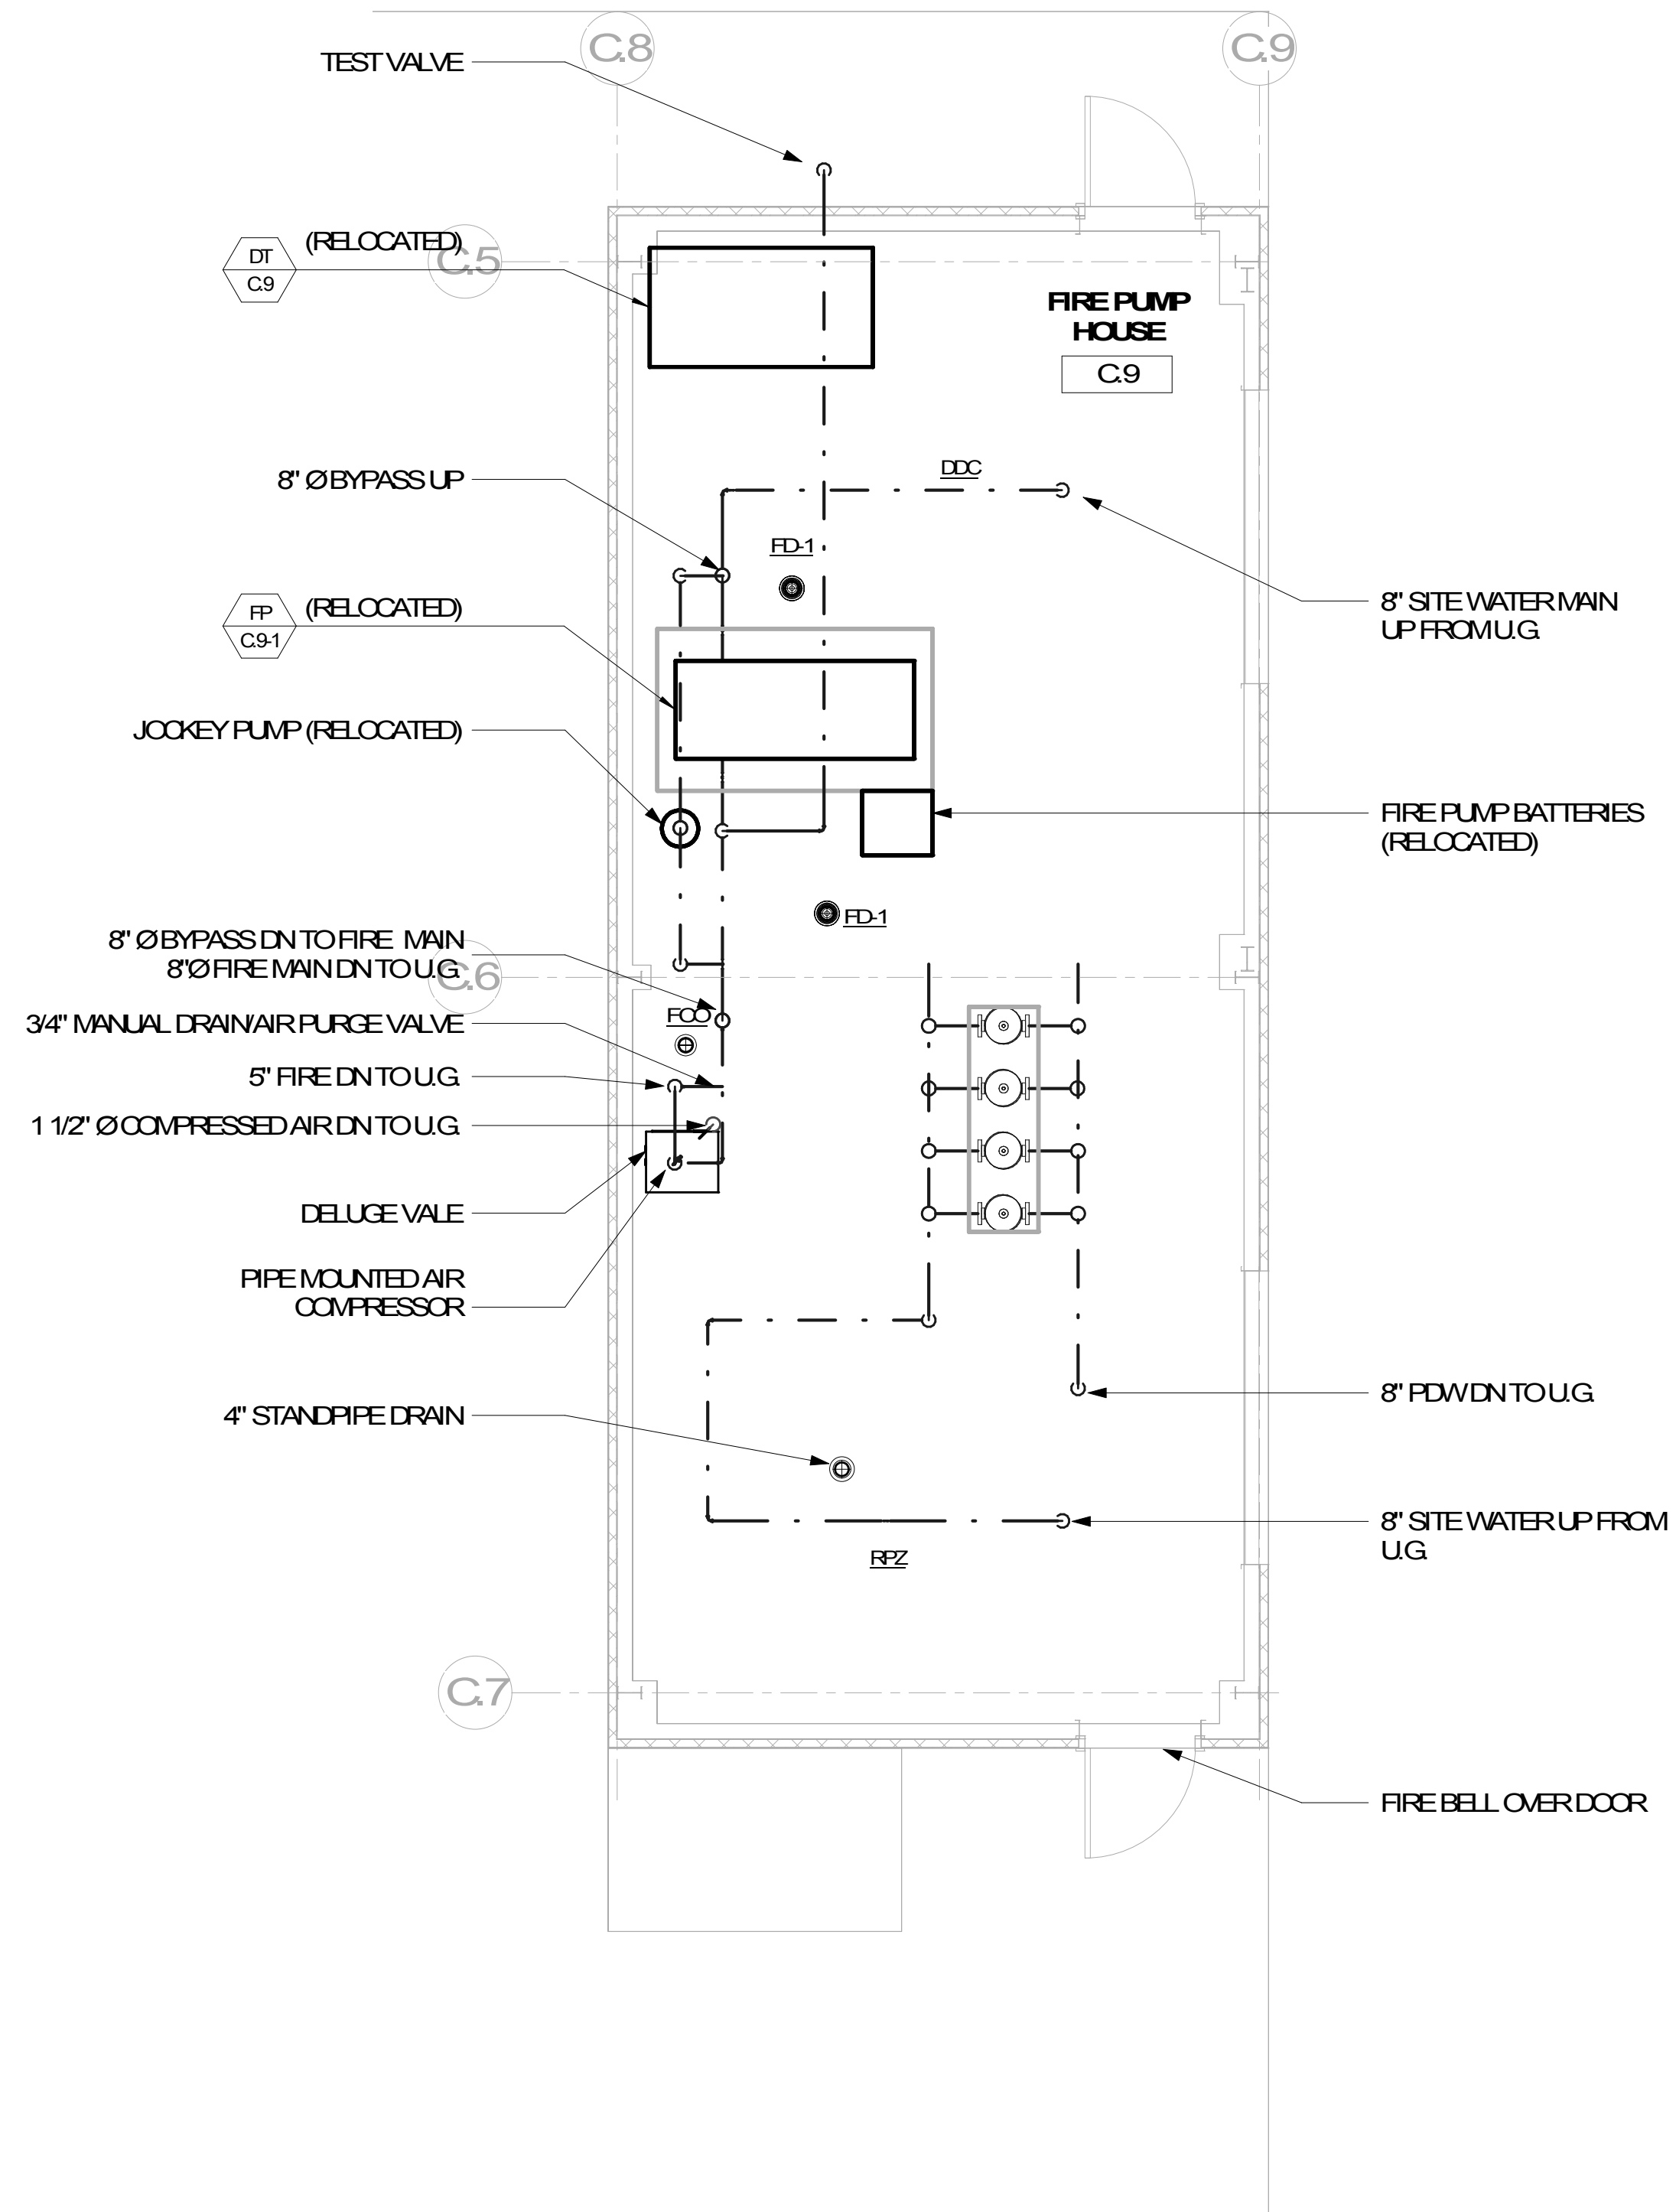 C.8
C.9
TEST VALVE
(RELOCATED)
DT
C.9
C.5
FIRE PUMP
HOUSE
C.9
DDC
8" Ø BYPASS UP
FD-1
(RELOCATED)
FP
C.9-1
8" SITE WATER MAIN
UP FROM U.G.
JOCKEY PUMP (RELOCATED)
FIRE PUMP BATTERIES
(RELOCATED)
FD-1
8" Ø BYPASS DN TO FIRE MAIN
8"Ø FIRE MAIN DN TO U.G.
C.6
FCO
3/4" MANUAL DRAIN/AIR PURGE VALVE
5" FIRE DN TO U.G.
1 1/2" Ø COMPRESSED AIR DN TO U.G.
DELUGE VALE
PIPE MOUNTED AIR
COMPRESSOR
8" PDW DN TO U.G.
4" STANDPIPE DRAIN
8" SITE WATER UP FROM
U.G.
RPZ
C.7
FIRE BELL OVER DOOR